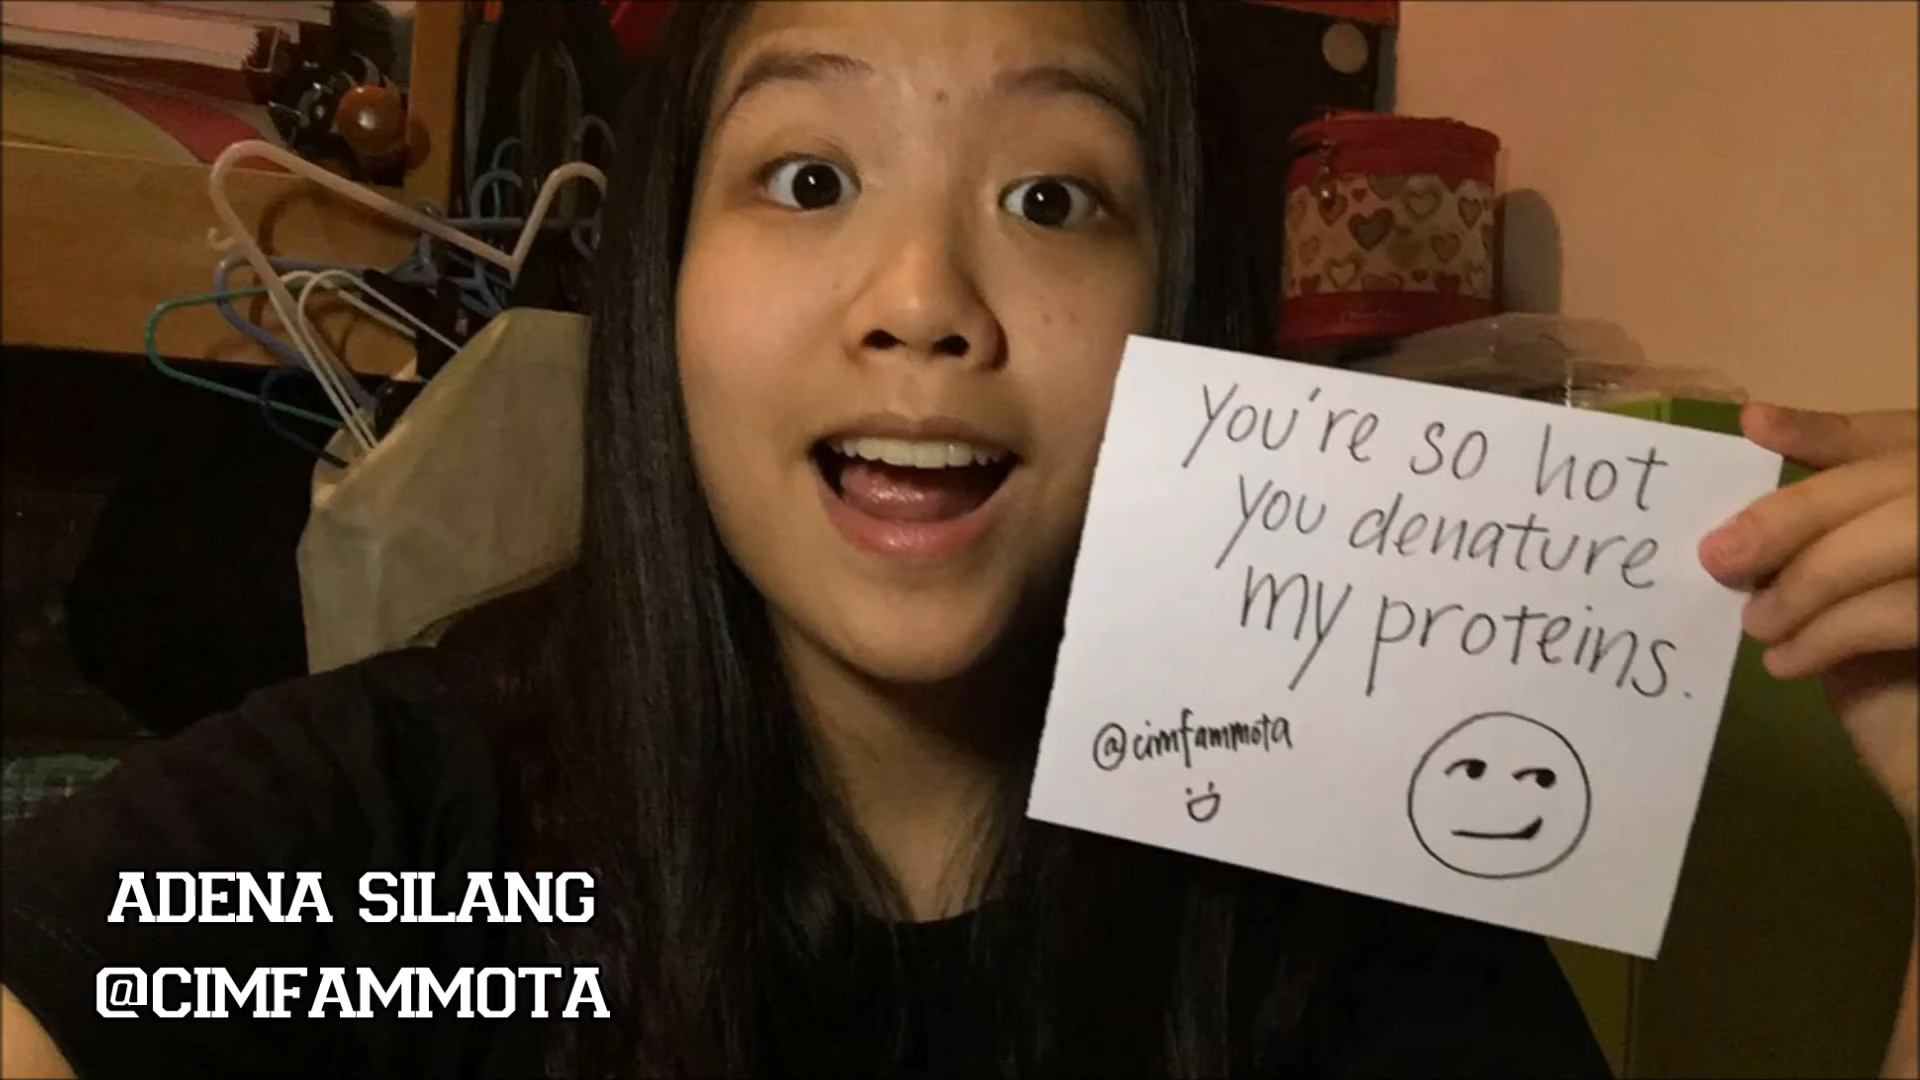 you're so hot
you denature
my proteins.
@cimfammota
ADENA SILANG
@CIMFAMMOTA